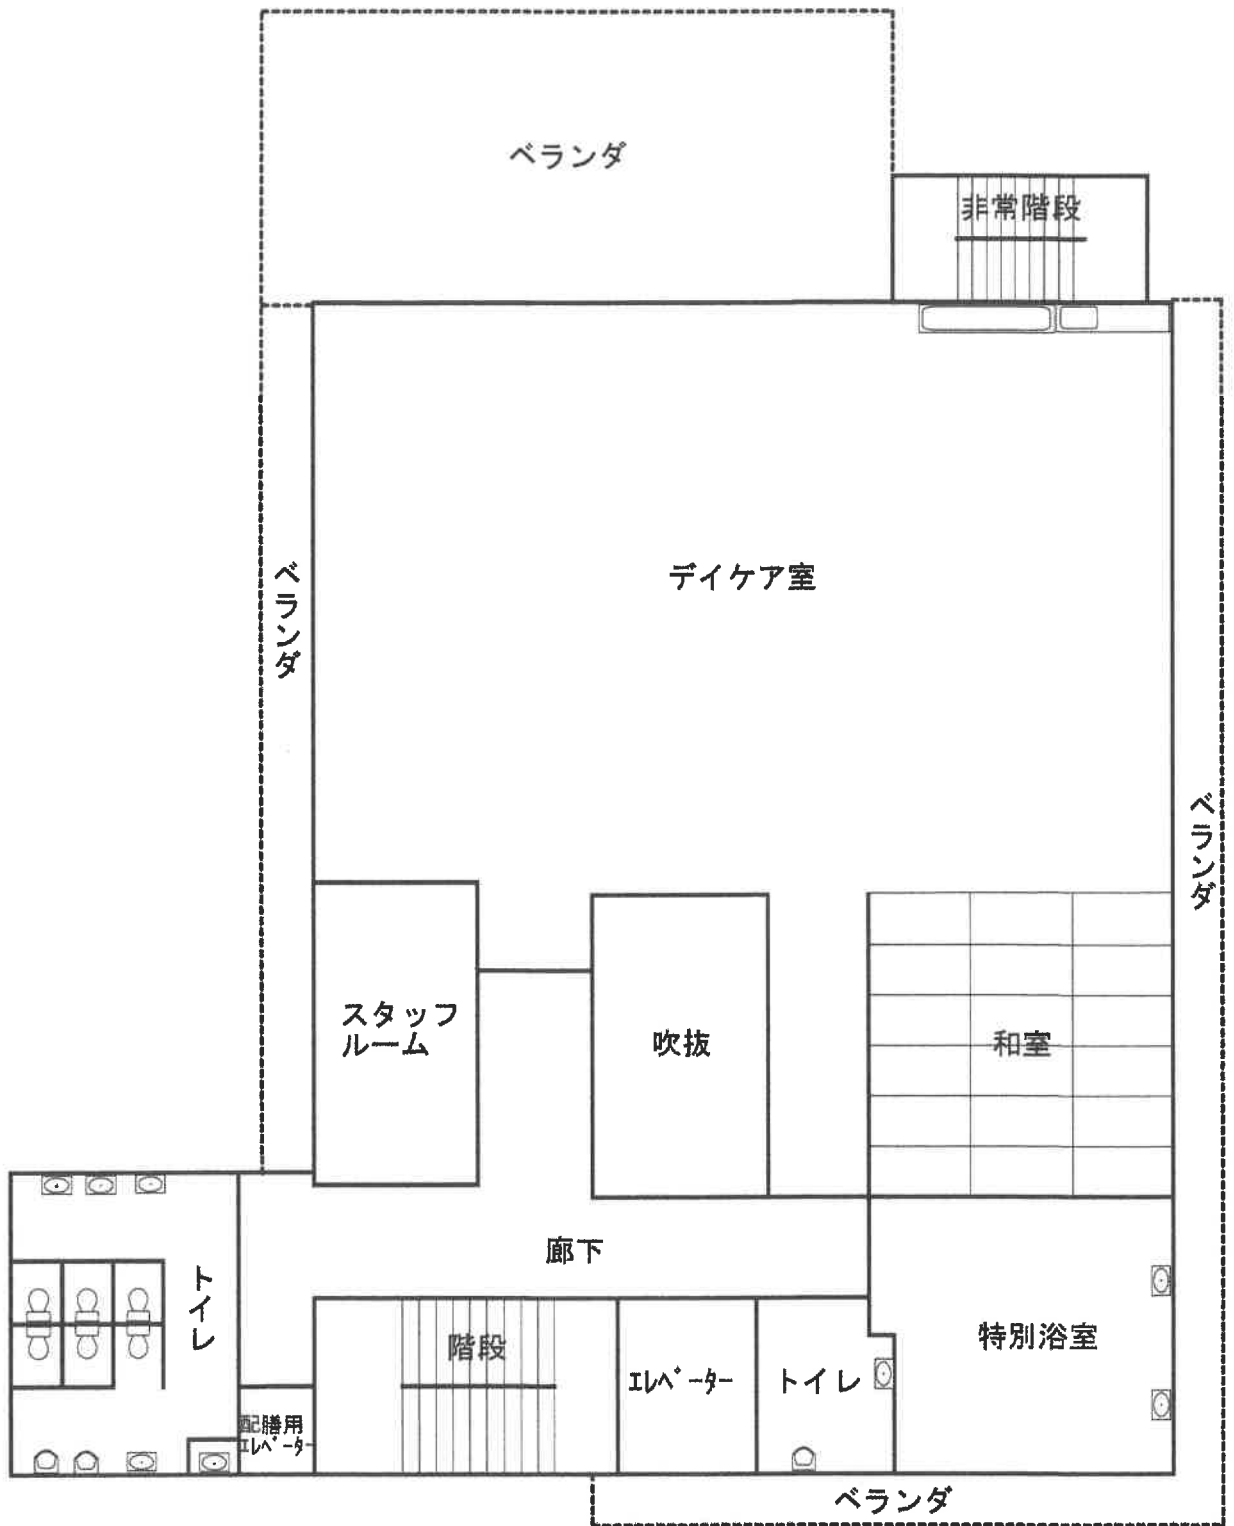 ベランダ
非常階段
デイケア室
ベランダ
ベランダ
スタッフ
ルーム
吹抜
和室
廊下
トイレ
階段
エレベーター
トイレ
特別浴室
配膳用
エレベーター
ベランダ